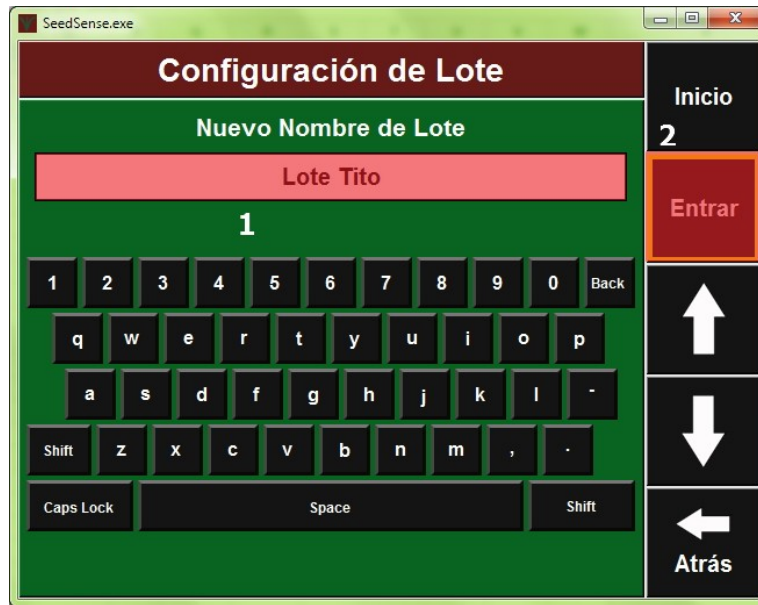 SeedSense.exe
Configuración de Lote
Nuevo Nombre de Lote
Lote Tito
1
1 2 3 4 5 6 7 8 9 0 Back
q w e r t y u i o p
a s d f g h j k l -
Shift z x c v b n m , .
Caps Lock Space Shift
Inicio
2
Entrar
Atrás